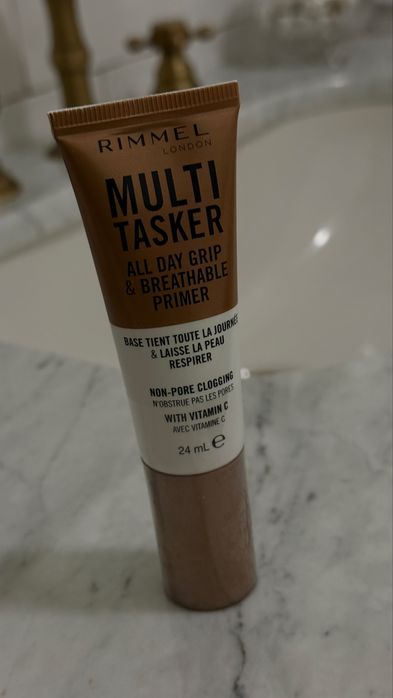 RIMMEL
LONDON
MULTI
TASKER
ALL DAY GRIP
& BREATHABLE
PRIMER
BASE TIENT TOUTE LA JOURNÉE
& LAISSE LA PEAU
RESPIRER
NON-PORE CLOGGING
N'OBSTRUE PAS LES PORES
WITH VITAMIN C
AVEC VITAMINE C
24 mL ℮